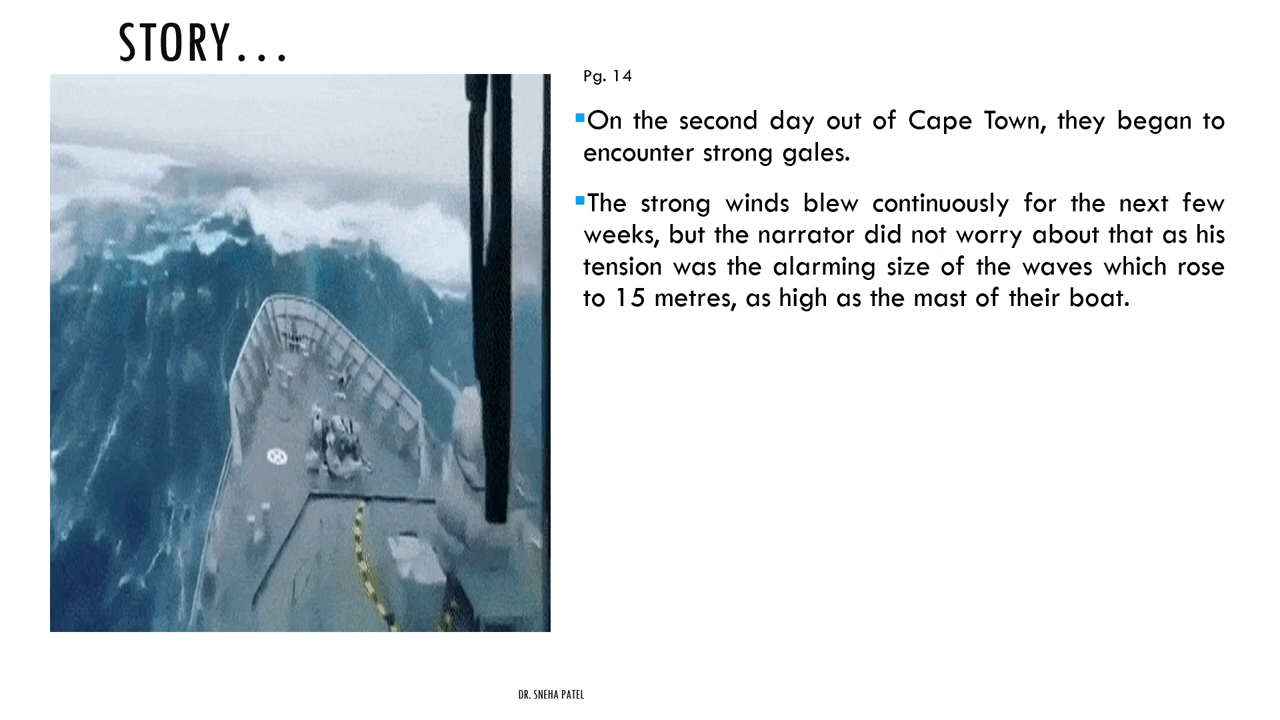 STORY...
Pg. 14
▪On the second day out of Cape Town, they began to
encounter strong gales.
▪The strong winds blew continuously for the next few
weeks, but the narrator did not worry about that as his
tension was the alarming size of the waves which rose
to 15 metres, as high as the mast of their boat.
DR. SNEHA PATEL